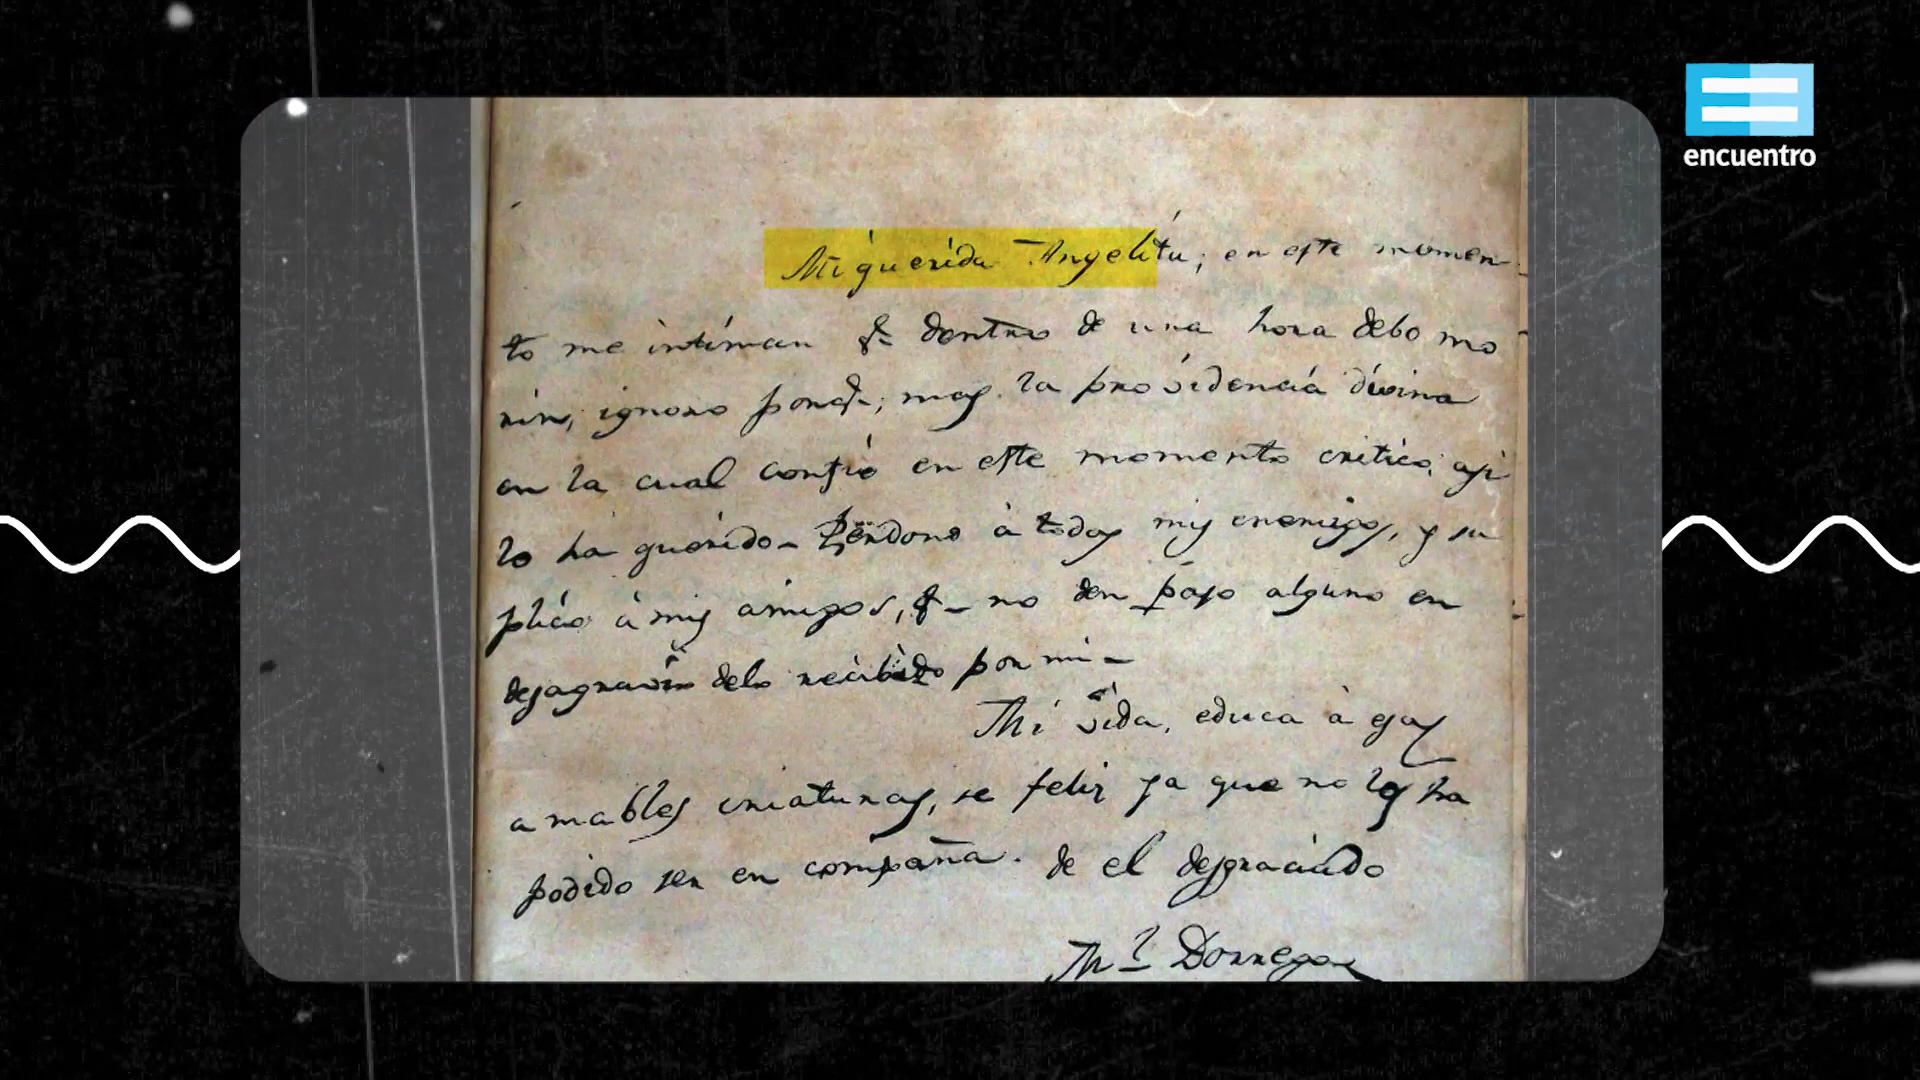 Mi querida Angelita; en este momen-
to me intiman q.e dentro de una hora debo mo
rir, ignoro porq.e; mas la providencia divina
en la cual confio en este momento critico, asi
lo ha querido - Perdono à todos mis enemigos, y su
plico à mis amigos, q.e no den paso alguno en
desagravio delo recibido por mi -
Mi vida, educa à esas
amables criaturas, se feliz ya que no lo has
podido ser en compañia. de el desgraciado
M.l Dorrego
encuentro